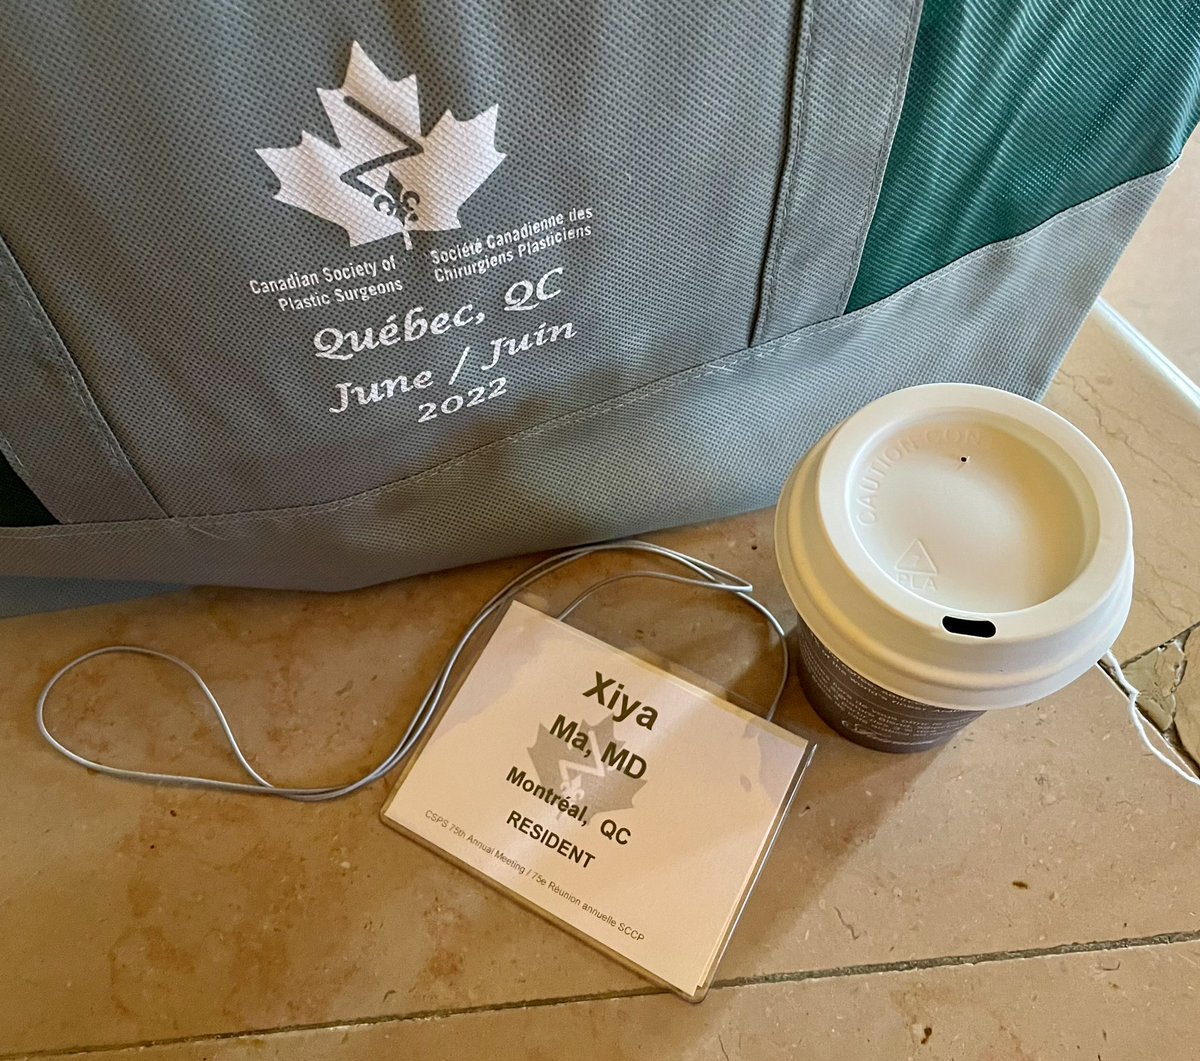 Canadian Society of
Plastic Surgeons
Société Canadienne des
Chirurgiens Plasticiens
Québec, QC
June / Juin
2022
CAUTION CON
7
PLA
Xiya
Ma, MD
Montréal, QC
RESIDENT
CSPS 75th Annual Meeting / 75e Réunion annuelle SCCP